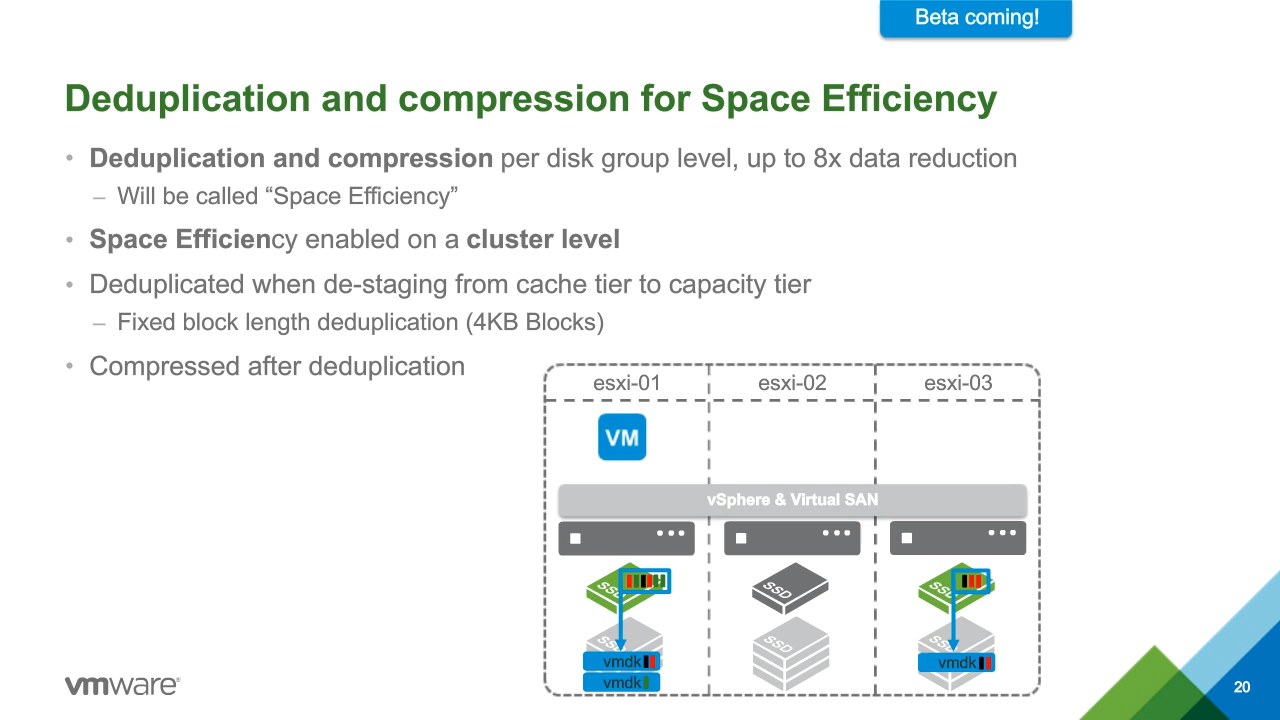 Beta coming!
Deduplication and compression for Space Efficiency
• Deduplication and compression per disk group level, up to 8x data reduction
– Will be called “Space Efficiency”
• Space Efficiency enabled on a cluster level
• Deduplicated when de-staging from cache tier to capacity tier
– Fixed block length deduplication (4KB Blocks)
• Compressed after deduplication
esxi-01 esxi-02 esxi-03
VM
vSphere & Virtual SAN
SSD SSD SSD
SSD SSD SSD
vmdk vmdk
vmdk
vmware®
20